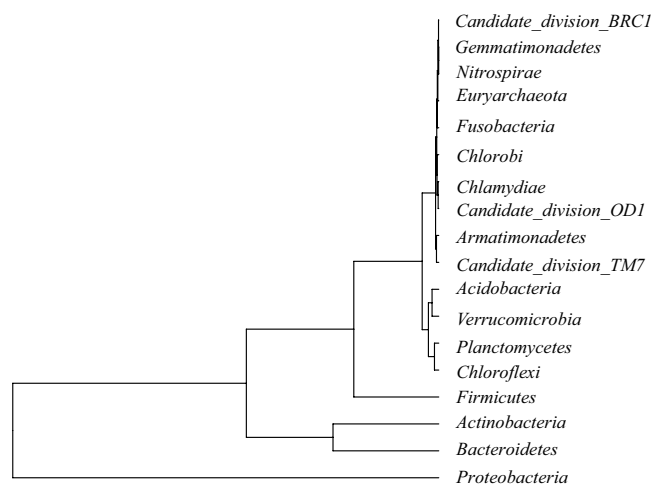 Candidate_division_BRC1
Gemmatimonadetes
Nitrospirae
Euryarchaeota
Fusobacteria
Chlorobi
Chlamydiae
Candidate_division_OD1
Armatimonadetes
Candidate_division_TM7
Acidobacteria
Verrucomicrobia
Planctomycetes
Chloroflexi
Firmicutes
Actinobacteria
Bacteroidetes
Proteobacteria